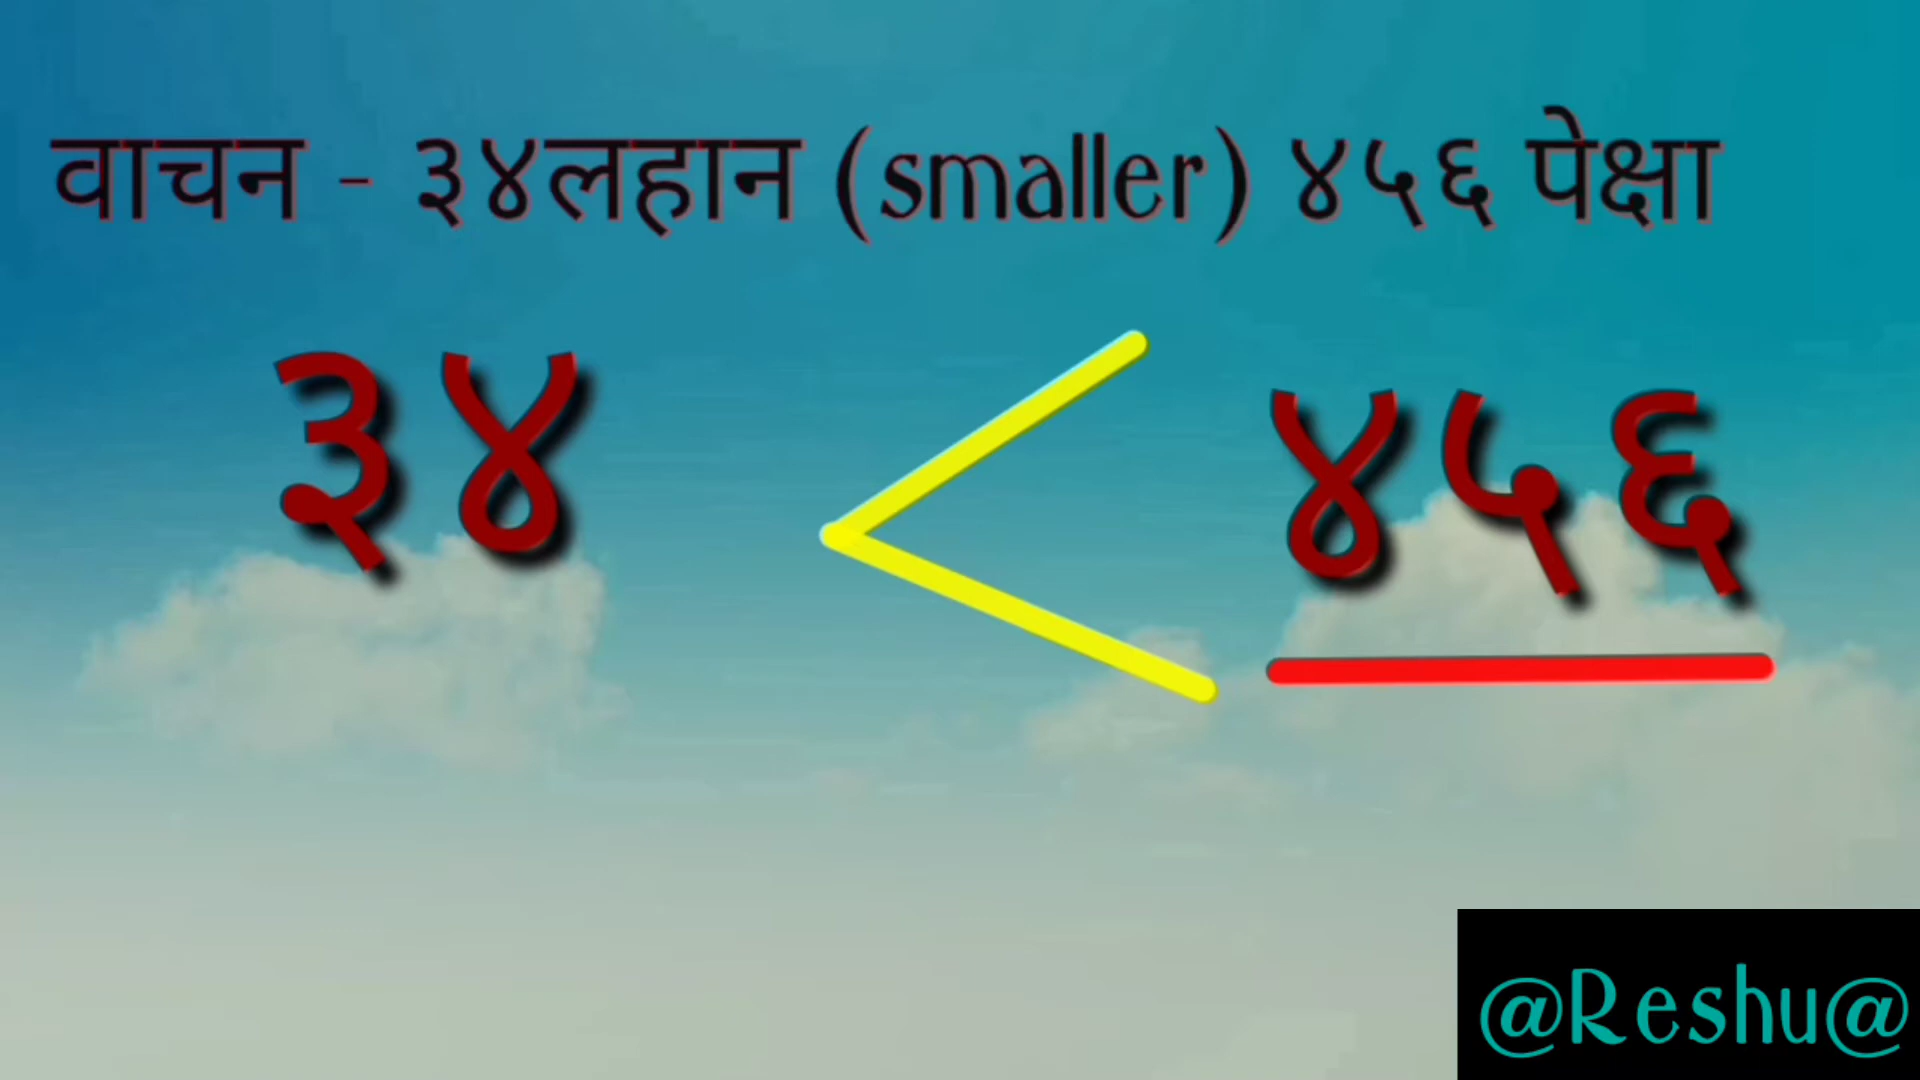 वाचन - ३४लहान (smaller) ४५६ पेक्षा
३४ < ४५६
@Reshu@